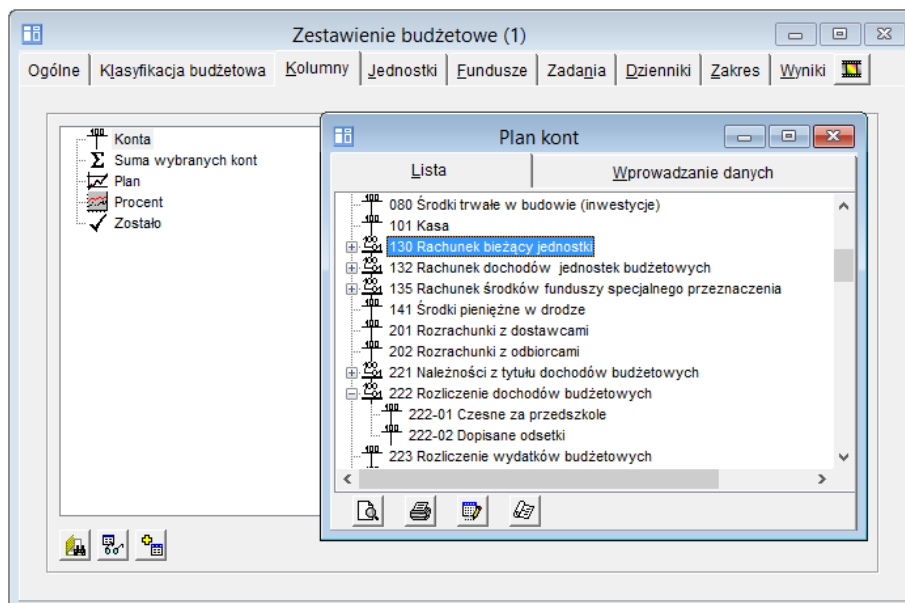 Zestawienie budżetowe (1)
Ogólne Klasyfikacja budżetowa Kolumny Jednostki Fundusze Zadania Dzienniki Zakres Wyniki
Konta
Suma wybranych kont
Plan
Procent
Zostało
Plan kont
Lista Wprowadzanie danych
080 Środki trwałe w budowie (inwestycje)
101 Kasa
130 Rachunek bieżący jednostki
132 Rachunek dochodów jednostek budżetowych
135 Rachunek środków funduszy specjalnego przeznaczenia
141 Środki pieniężne w drodze
201 Rozrachunki z dostawcami
202 Rozrachunki z odbiorcami
221 Należności z tytułu dochodów budżetowych
222 Rozliczenie dochodów budżetowych
222-01 Czesne za przedszkole
222-02 Dopisane odsetki
223 Rozliczenie wydatków budżetowych